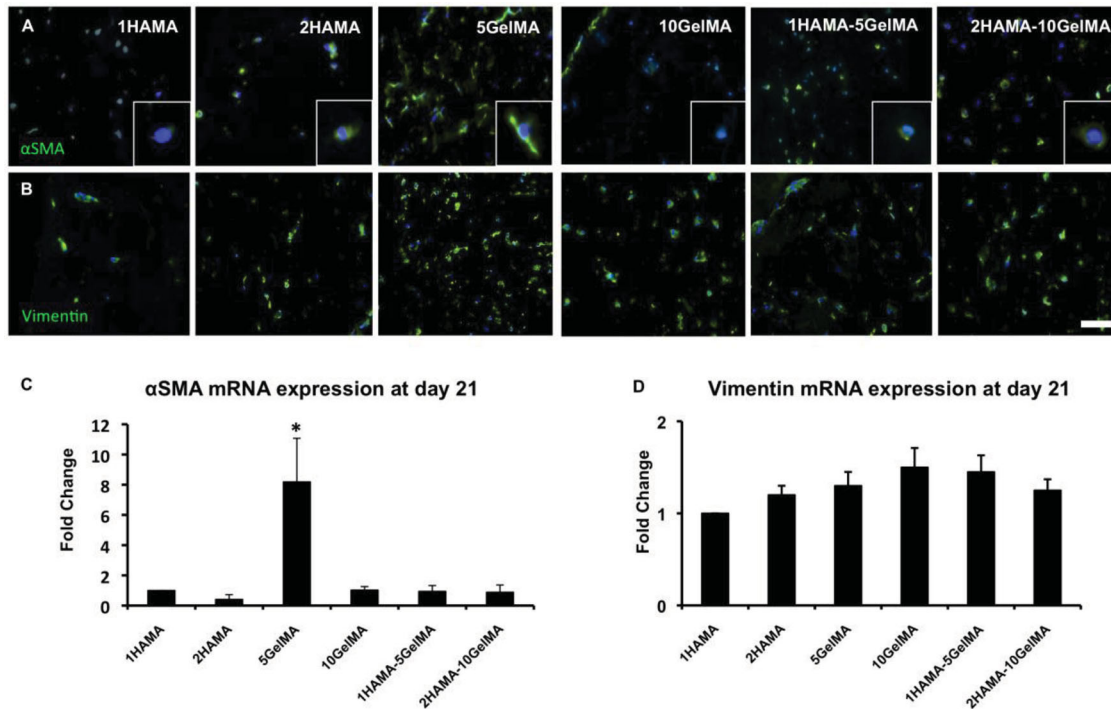 A 1HAMA 2HAMA 5GelMA 10GelMA 1HAMA-5GelMA 2HAMA-10GelMA
αSMA
B
Vimentin
C αSMA mRNA expression at day 21
Fold Change
12
10
8
6
4
2
0
*
1HAMA
2HAMA
5GelMA
10GelMA
1HAMA-5GelMA
2HAMA-10GelMA
D Vimentin mRNA expression at day 21
Fold Change
2
1
0
1HAMA
2HAMA
5GelMA
10GelMA
1HAMA-5GelMA
2HAMA-10GelMA